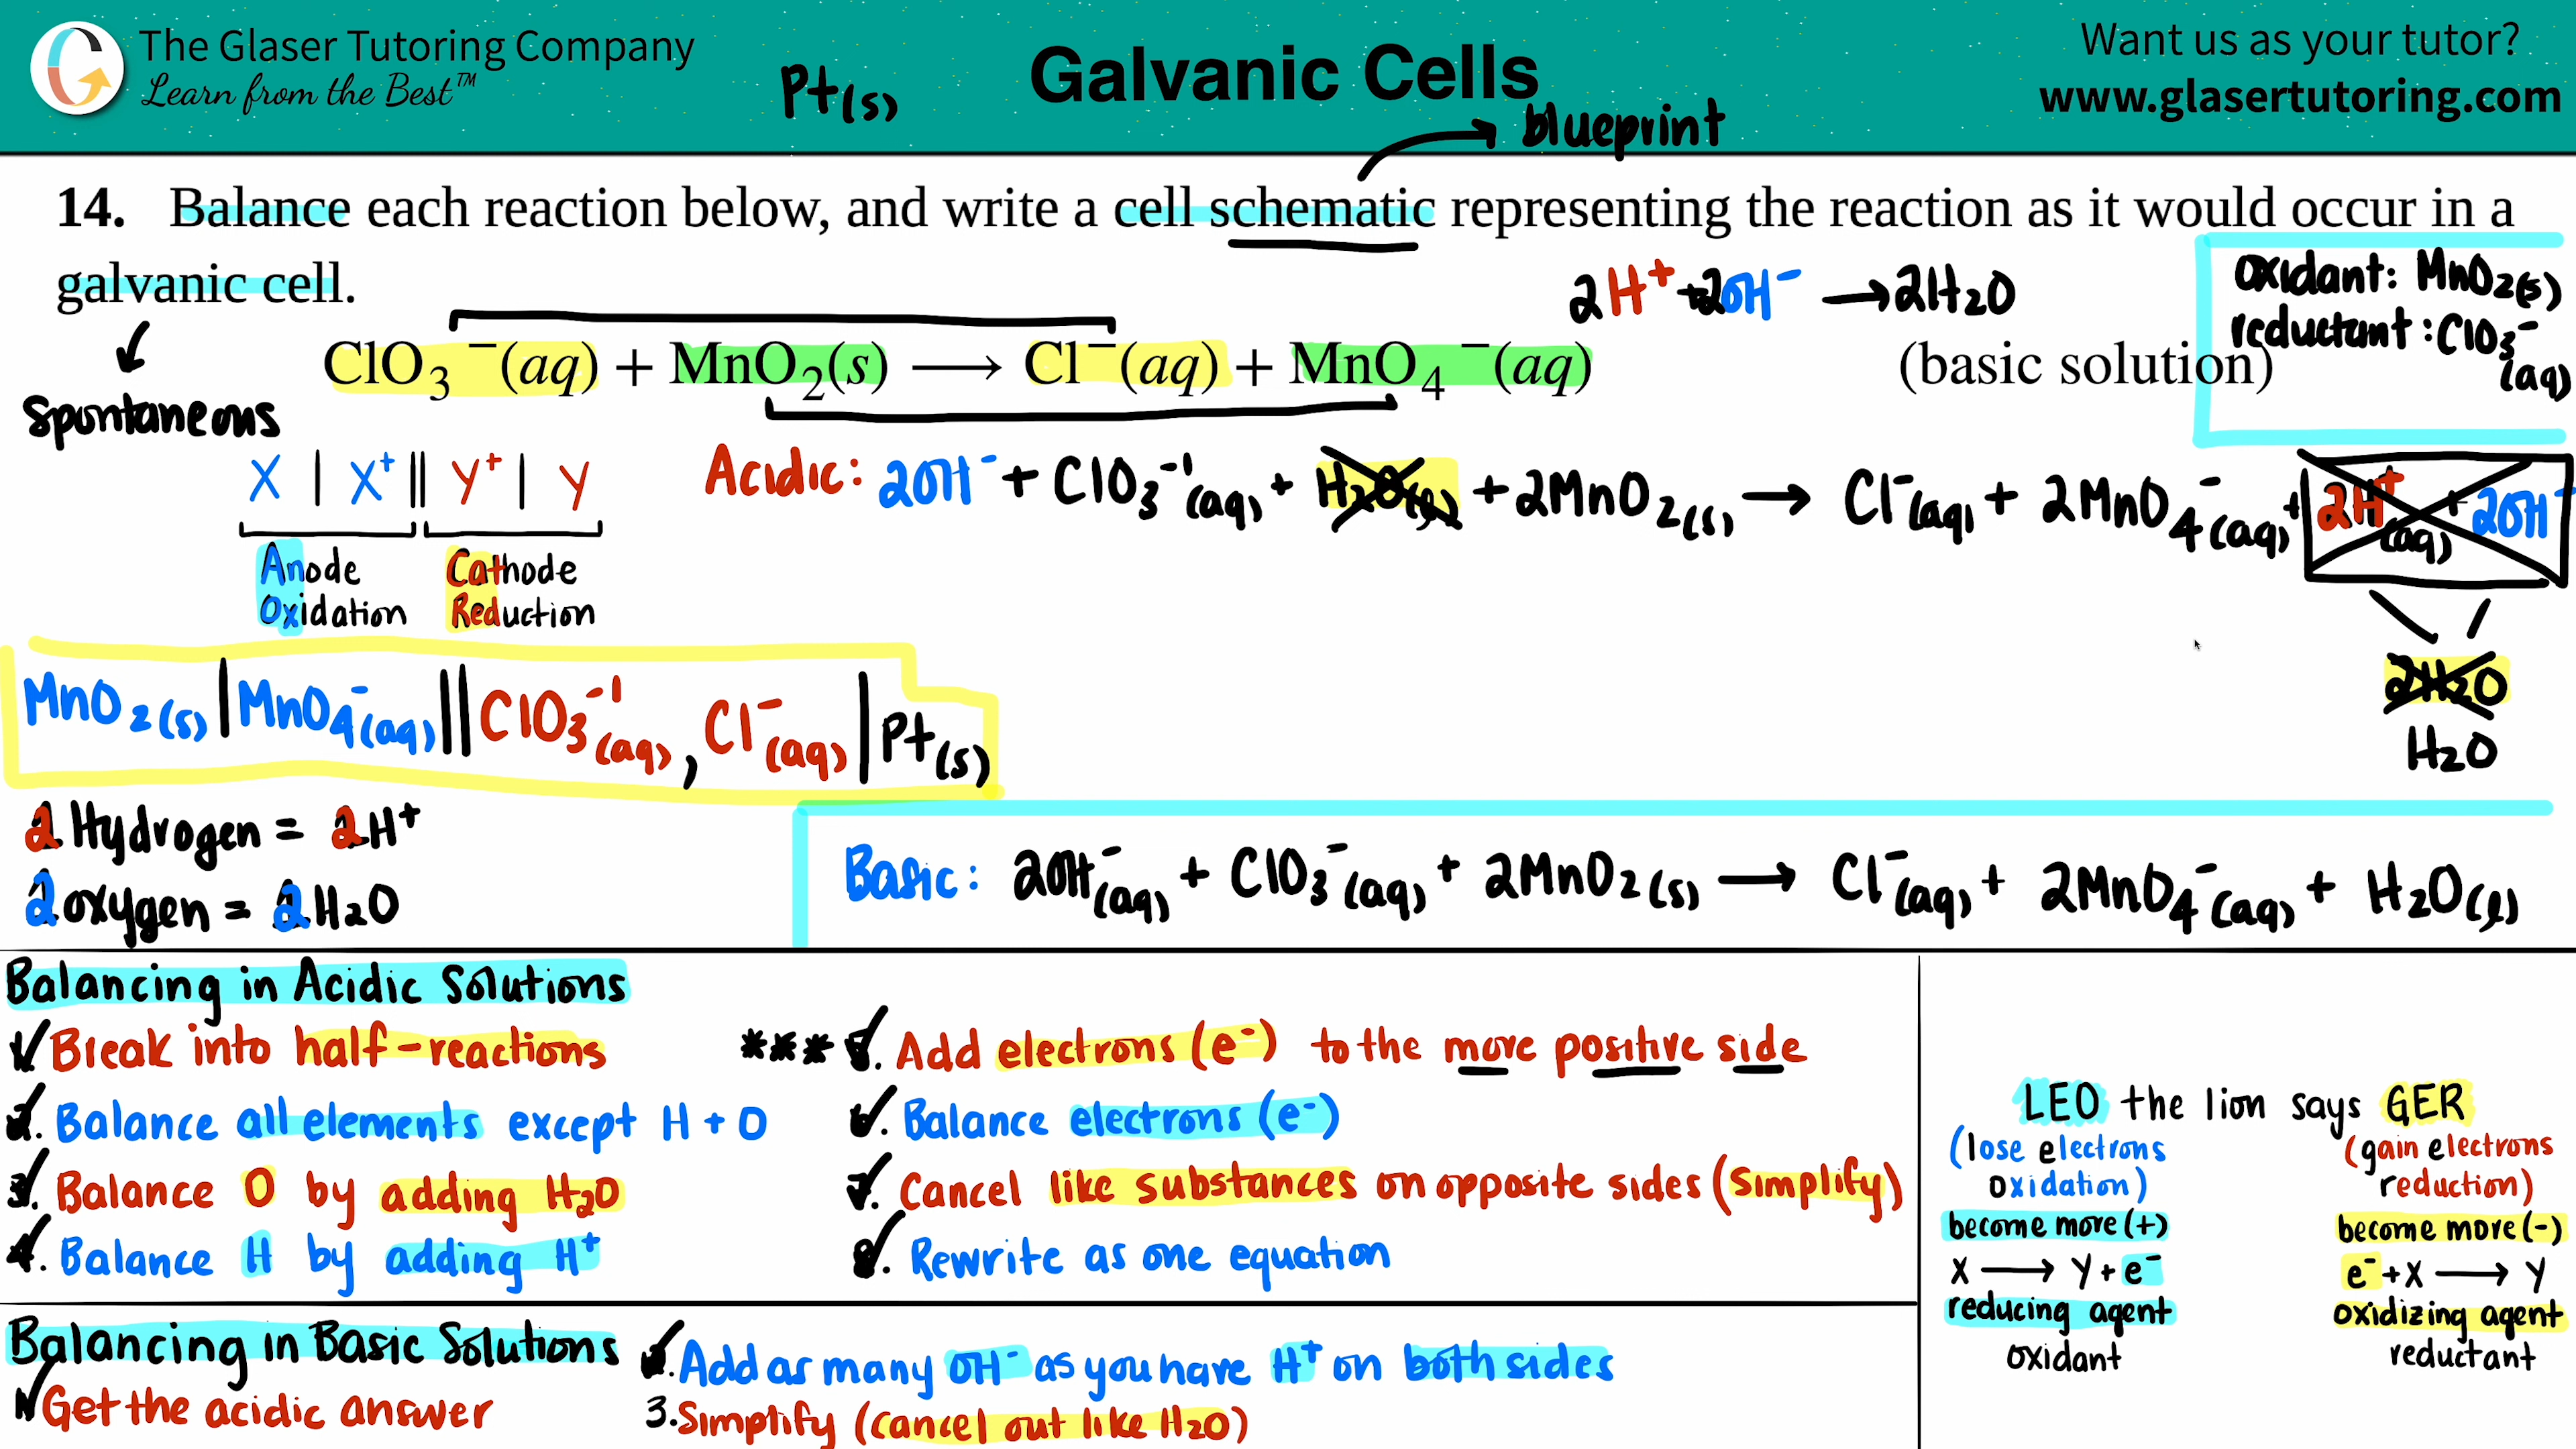 The Glaser Tutoring Company
Learn from the Best™
Pt(s)
Galvanic Cells
blueprint
Want us as your tutor?
www.glasertutoring.com
14. Balance each reaction below, and write a cell schematic representing the reaction as it would occur in a
galvanic cell.
spontaneous
2H⁺ + 2OH⁻ → 2H₂O
oxidant: MnO₂(s)
reductant: ClO₃⁻(aq)
ClO₃⁻(aq) + MnO₂(s) → Cl⁻(aq) + MnO₄⁻(aq) (basic solution)
X | X⁺ || Y⁺ | Y
Anode Cathode
Oxidation Reduction
Acidic: 2OH⁻ + ClO₃⁻¹(aq) + H₂O(l) + 2MnO₂(s) → Cl⁻(aq) + 2MnO₄⁻(aq) + 2H⁺(aq) + 2OH⁻
2H₂O
H₂O
MnO₂(s) | MnO₄⁻(aq) || ClO₃⁻¹(aq), Cl⁻(aq) | Pt(s)
2 Hydrogen = 2H⁺
2 oxygen = 2H₂O
Basic: 2OH⁻(aq) + ClO₃⁻(aq) + 2MnO₂(s) → Cl⁻(aq) + 2MnO₄⁻(aq) + H₂O(l)
Balancing in Acidic Solutions
1. Break into half-reactions
2. Balance all elements except H + O
3. Balance O by adding H₂O
4. Balance H by adding H⁺
*** 5. Add electrons (e⁻) to the more positive side
6. Balance electrons (e⁻)
7. Cancel like substances on opposite sides (simplify)
8. Rewrite as one equation
Balancing in Basic Solutions
1. Get the acidic answer
2. Add as many OH⁻ as you have H⁺ on both sides
3. Simplify (cancel out like H₂O)
LEO the lion says GER
(lose electrons
oxidation)
become more (+)
X → Y + e⁻
reducing agent
oxidant
(gain electrons
reduction)
become more (-)
e⁻ + X → Y
oxidizing agent
reductant